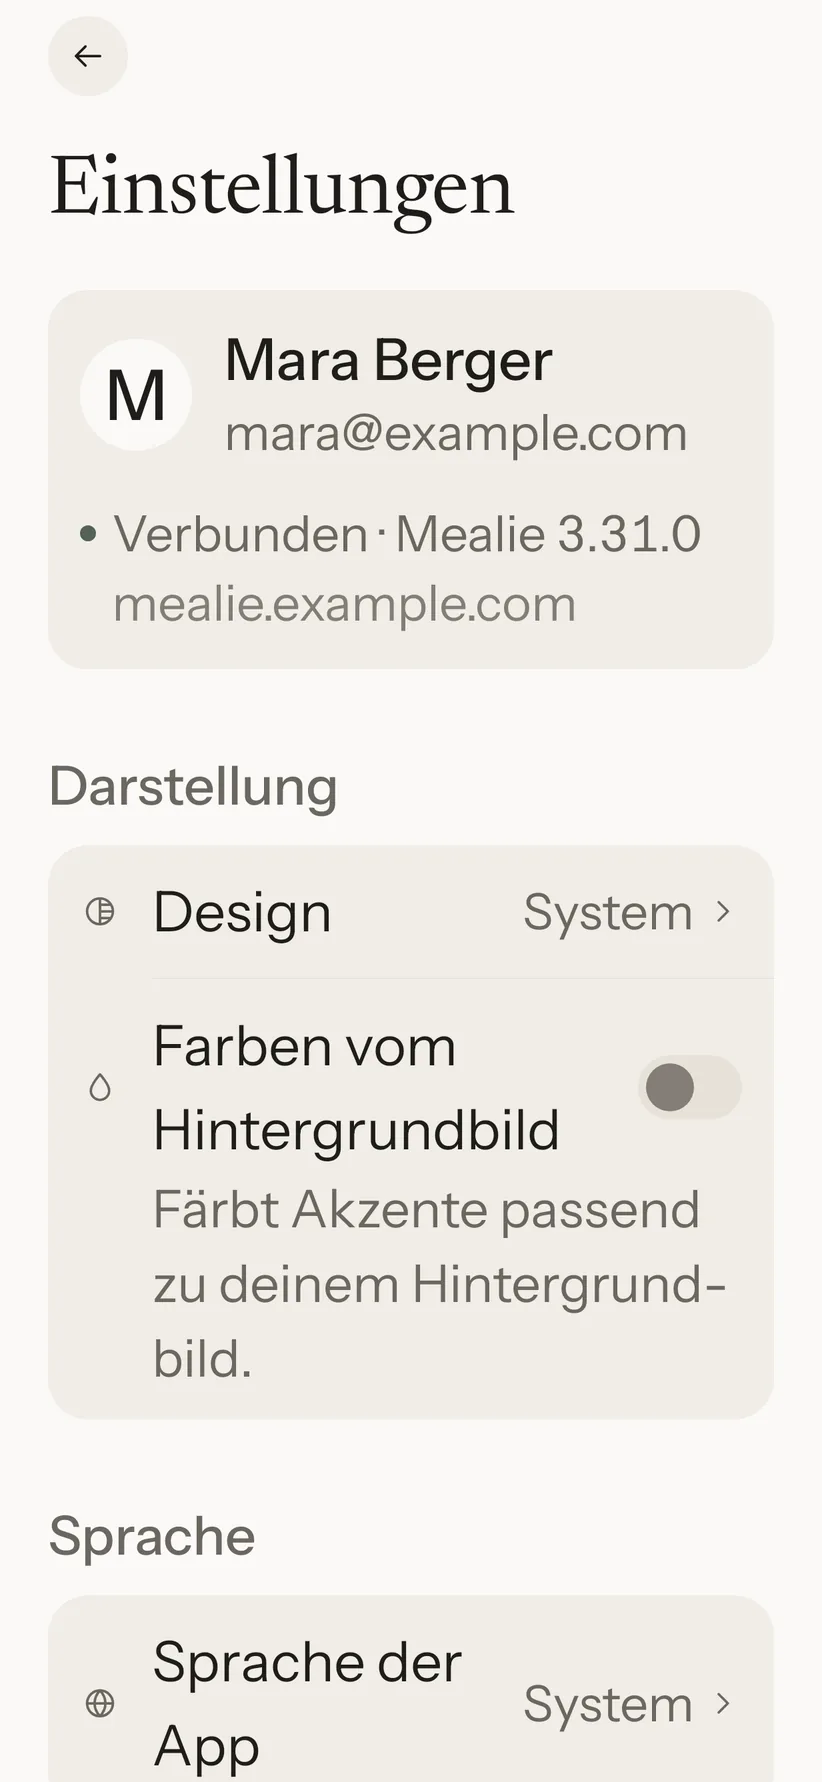 Einstellungen
M
Mara Berger
mara@example.com
Verbunden · Mealie 3.31.0
mealie.example.com
Darstellung
Design
System
Farben vom
Hintergrundbild
Färbt Akzente passend
zu deinem Hintergrund-
bild.
Sprache
Sprache der
App
System